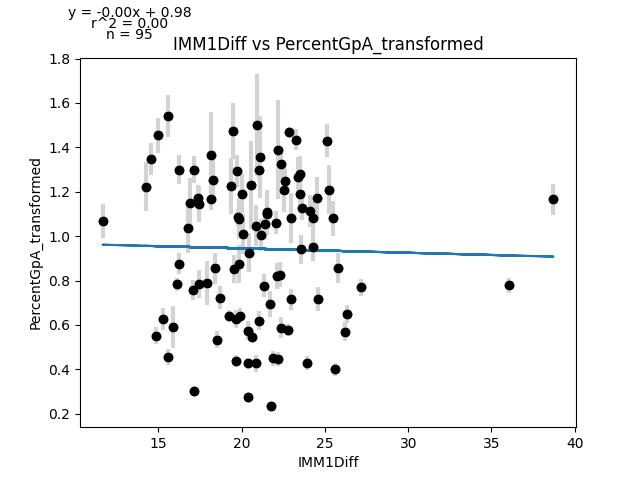 y = -0.00x + 0.98
r^2 = 0.00
n = 95
IMM1Diff vs PercentGpA_transformed
1.8
1.6
1.4
1.2
1.0
0.8
0.6
0.4
0.2
PercentGpA_transformed
15 20 25 30 35 40
IMM1Diff